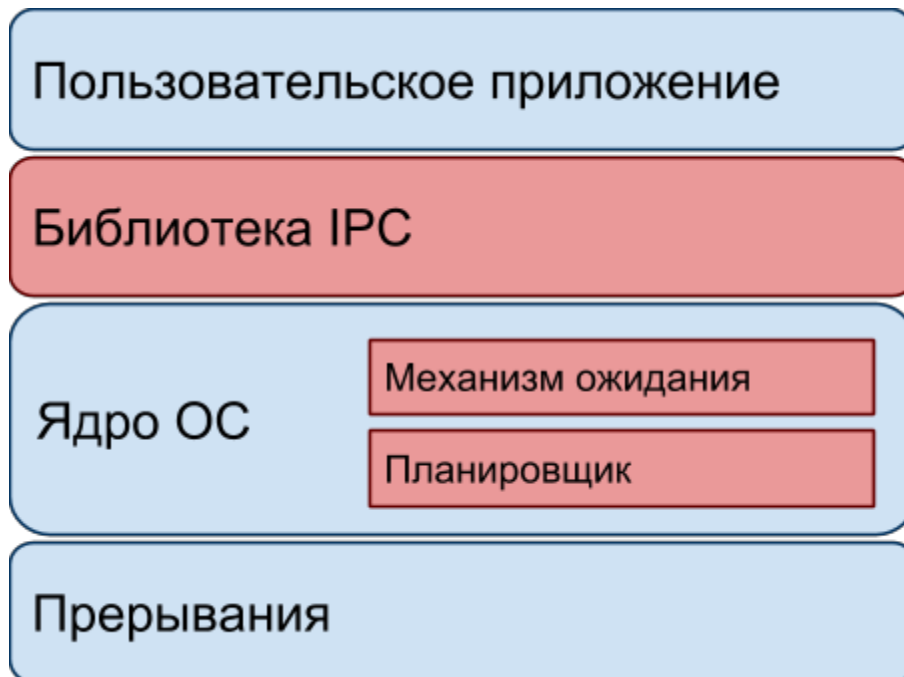 Пользовательское приложение
Библиотека IPC
Ядро ОС
Механизм ожидания
Планировщик
Прерывания